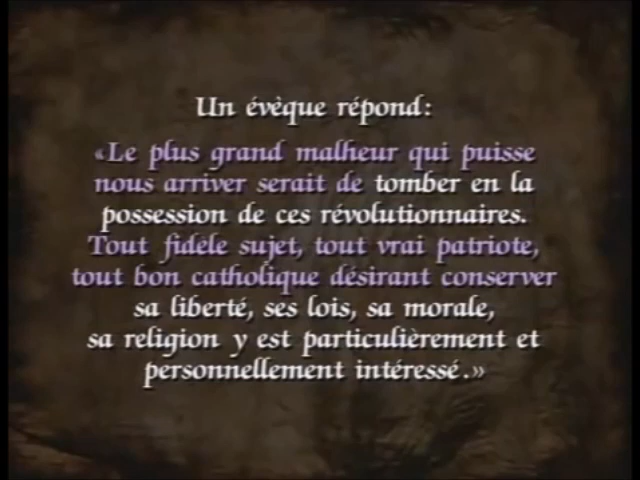 Un évèque répond:
«Le plus grand malheur qui puisse
nous arriver serait de tomber en la
possession de ces révolutionnaires.
Tout fidèle sujet, tout vrai patriote,
tout bon catholique désirant conserver
sa liberté, ses lois, sa morale,
sa religion y est particulièrement et
personnellement intéressé.»